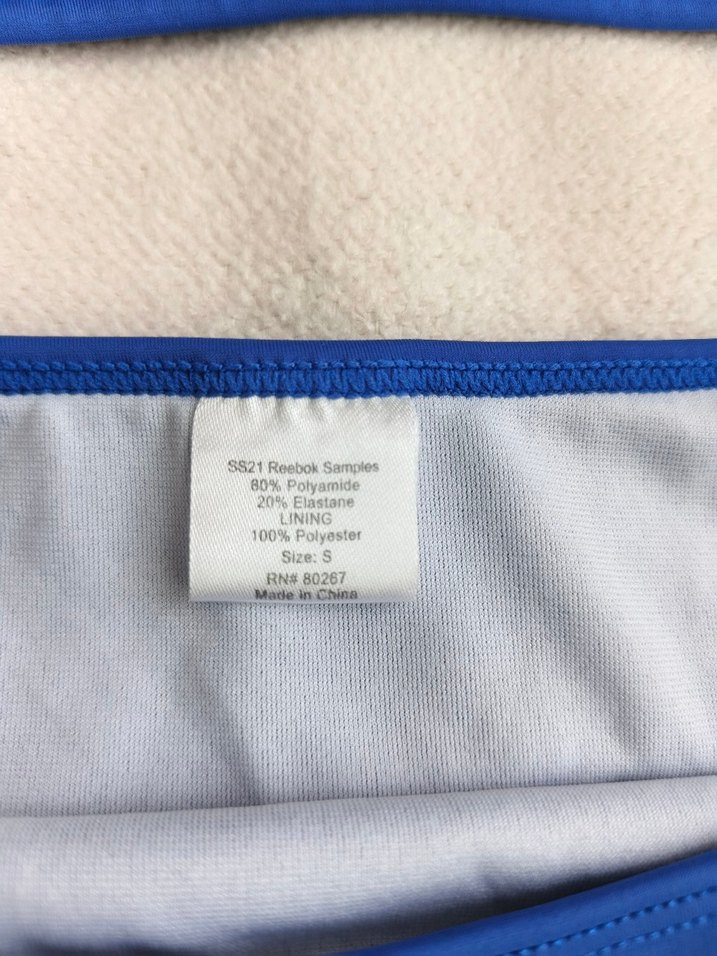 SS21 Reebok Samples
80% Polyamide
20% Elastane
LINING
100% Polyester
Size: S
RN# 80267
Made in China